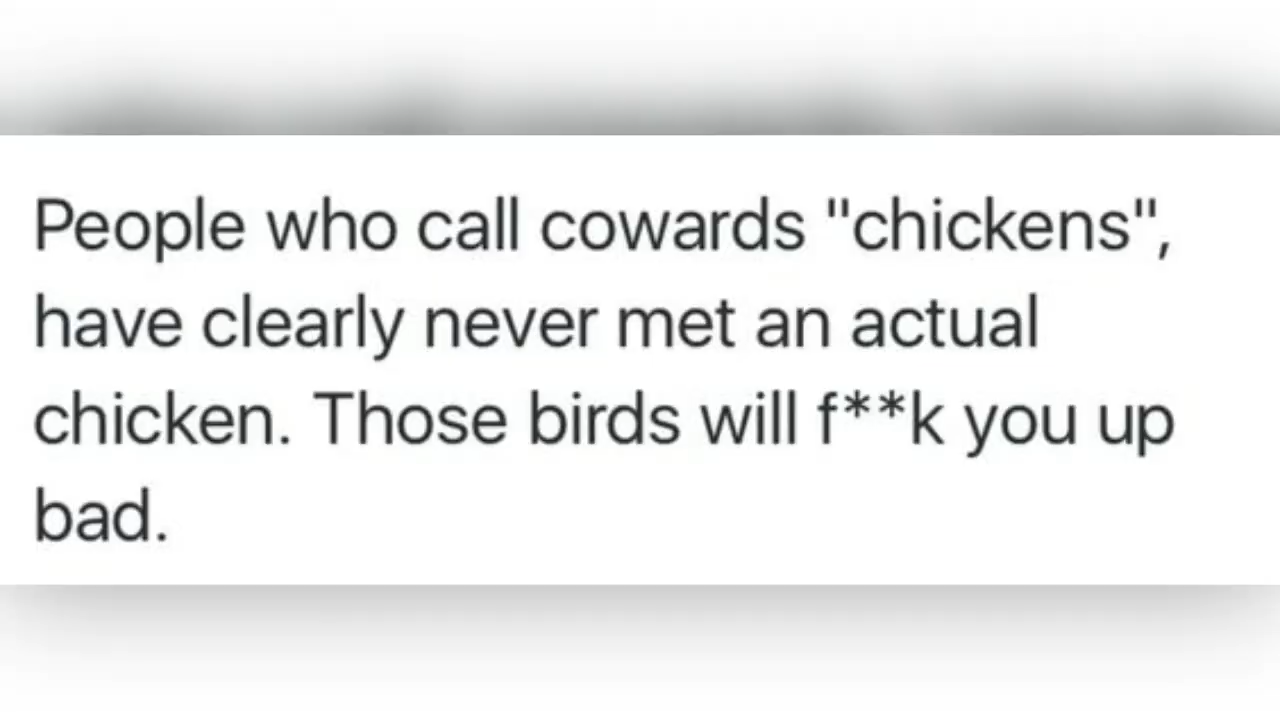 People who call cowards "chickens",
have clearly never met an actual
chicken. Those birds will f**k you up
bad.